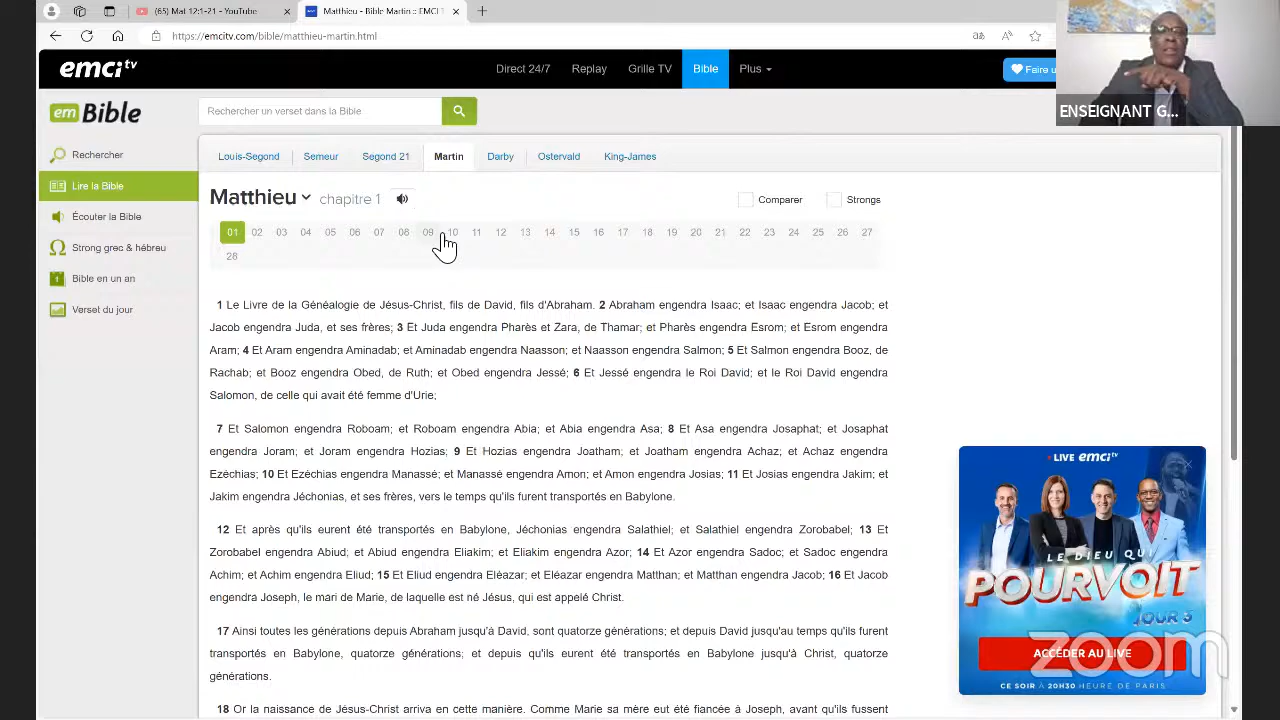 (65) Mat 12:1-21 - YouTube
Matthieu - Bible Martin :: EMCI T
https://emcitv.com/bible/matthieu-martin.html
emci tv
Direct 24/7 Replay Grille TV Bible Plus
Faire u
ENSEIGNANT G...
em Bible
Rechercher un verset dans la Bible
Rechercher
Lire la Bible
Écouter la Bible
Strong grec & hébreu
Bible en un an
Verset du jour
Louis-Segond Semeur Segond 21 Martin Darby Ostervald King-James
Matthieu chapitre 1
Comparer Strongs
01 02 03 04 05 06 07 08 09 10 11 12 13 14 15 16 17 18 19 20 21 22 23 24 25 26 27
28
1 Le Livre de la Généalogie de Jésus-Christ, fils de David, fils d'Abraham. 2 Abraham engendra Isaac; et Isaac engendra Jacob; et
Jacob engendra Juda, et ses frères; 3 Et Juda engendra Pharès et Zara, de Thamar; et Pharès engendra Esrom; et Esrom engendra
Aram; 4 Et Aram engendra Aminadab; et Aminadab engendra Naasson; et Naasson engendra Salmon; 5 Et Salmon engendra Booz, de
Rachab; et Booz engendra Obed, de Ruth; et Obed engendra Jessé; 6 Et Jessé engendra le Roi David; et le Roi David engendra
Salomon, de celle qui avait été femme d'Urie;
7 Et Salomon engendra Roboam; et Roboam engendra Abia; et Abia engendra Asa; 8 Et Asa engendra Josaphat; et Josaphat
engendra Joram; et Joram engendra Hozias; 9 Et Hozias engendra Joatham; et Joatham engendra Achaz; et Achaz engendra
Ezéchias; 10 Et Ezéchias engendra Manassé; et Manassé engendra Amon; et Amon engendra Josias; 11 Et Josias engendra Jakim; et
Jakim engendra Jéchonias, et ses frères, vers le temps qu'ils furent transportés en Babylone.
12 Et après qu'ils eurent été transportés en Babylone, Jéchonias engendra Salathiel; et Salathiel engendra Zorobabel; 13 Et
Zorobabel engendra Abiud; et Abiud engendra Eliakim; et Eliakim engendra Azor; 14 Et Azor engendra Sadoc; et Sadoc engendra
Achim; et Achim engendra Eliud; 15 Et Eliud engendra Eléazar; et Eléazar engendra Matthan; et Matthan engendra Jacob; 16 Et Jacob
engendra Joseph, le mari de Marie, de laquelle est né Jésus, qui est appelé Christ.
17 Ainsi toutes les générations depuis Abraham jusqu'à David, sont quatorze générations; et depuis David jusqu'au temps qu'ils furent
transportés en Babylone, quatorze générations; et depuis qu'ils eurent été transportés en Babylone jusqu'à Christ, quatorze
générations.
18 Or la naissance de Jésus-Christ arriva en cette manière. Comme Marie sa mère eut été fiancée à Joseph, avant qu'ils fussent
LIVE emci tv
LE DIEU QUI
POURVOIT
JOUR 3
ACCÉDER AU LIVE
CE SOIR À 20H30 HEURE DE PARIS
zoom